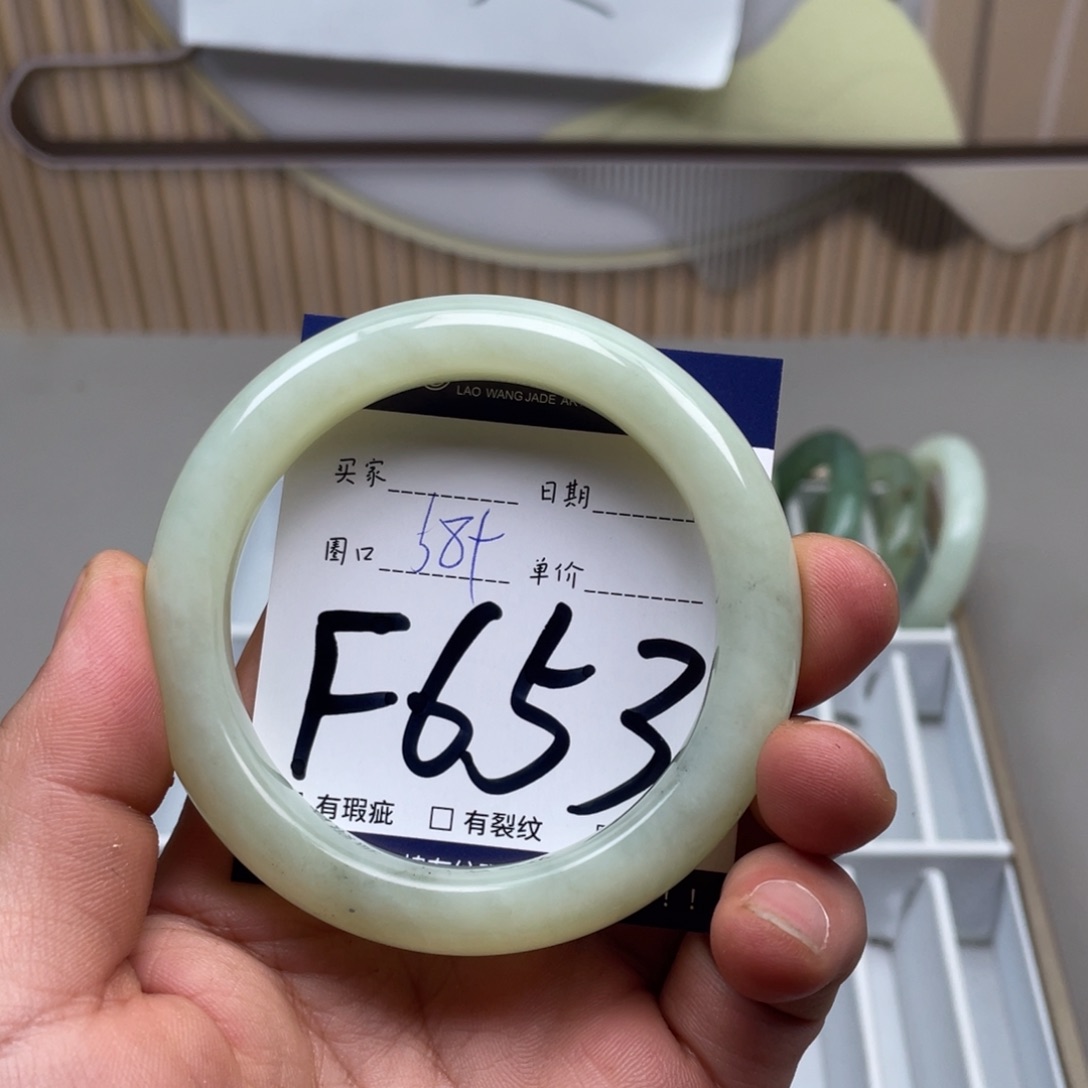 LAO WANG JADE
买家 日期
圈口 58+ 单价
F653
有瑕疵 □ 有裂纹
！！